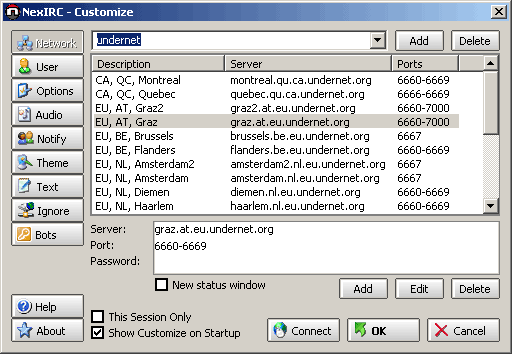 NexIRC - Customize
Network
undernet
Add
Delete
User
Options
Audio
Notify
Theme
Text
Ignore
Bots
Description Server Ports
CA, QC, Montreal montreal.qu.ca.undernet.org 6660-6669
CA, QC, Quebec quebec.qu.ca.undernet.org 6666-6669
EU, AT, Graz2 graz2.at.eu.undernet.org 6660-7000
EU, AT, Graz graz.at.eu.undernet.org 6660-7000
EU, BE, Brussels brussels.be.eu.undernet.org 6667
EU, BE, Flanders flanders.be.eu.undernet.org 6660-6669
EU, NL, Amsterdam2 amsterdam2.nl.eu.undernet.org 6667
EU, NL, Amsterdam amsterdam.nl.eu.undernet.org 6667
EU, NL, Diemen diemen.nl.eu.undernet.org 6660-6669
EU, NL, Haarlem haarlem.nl.eu.undernet.org 6660-6669
Server: graz.at.eu.undernet.org
Port: 6660-6669
Password:
New status window
Add
Edit
Delete
Help
About
This Session Only
Show Customize on Startup
Connect
OK
Cancel